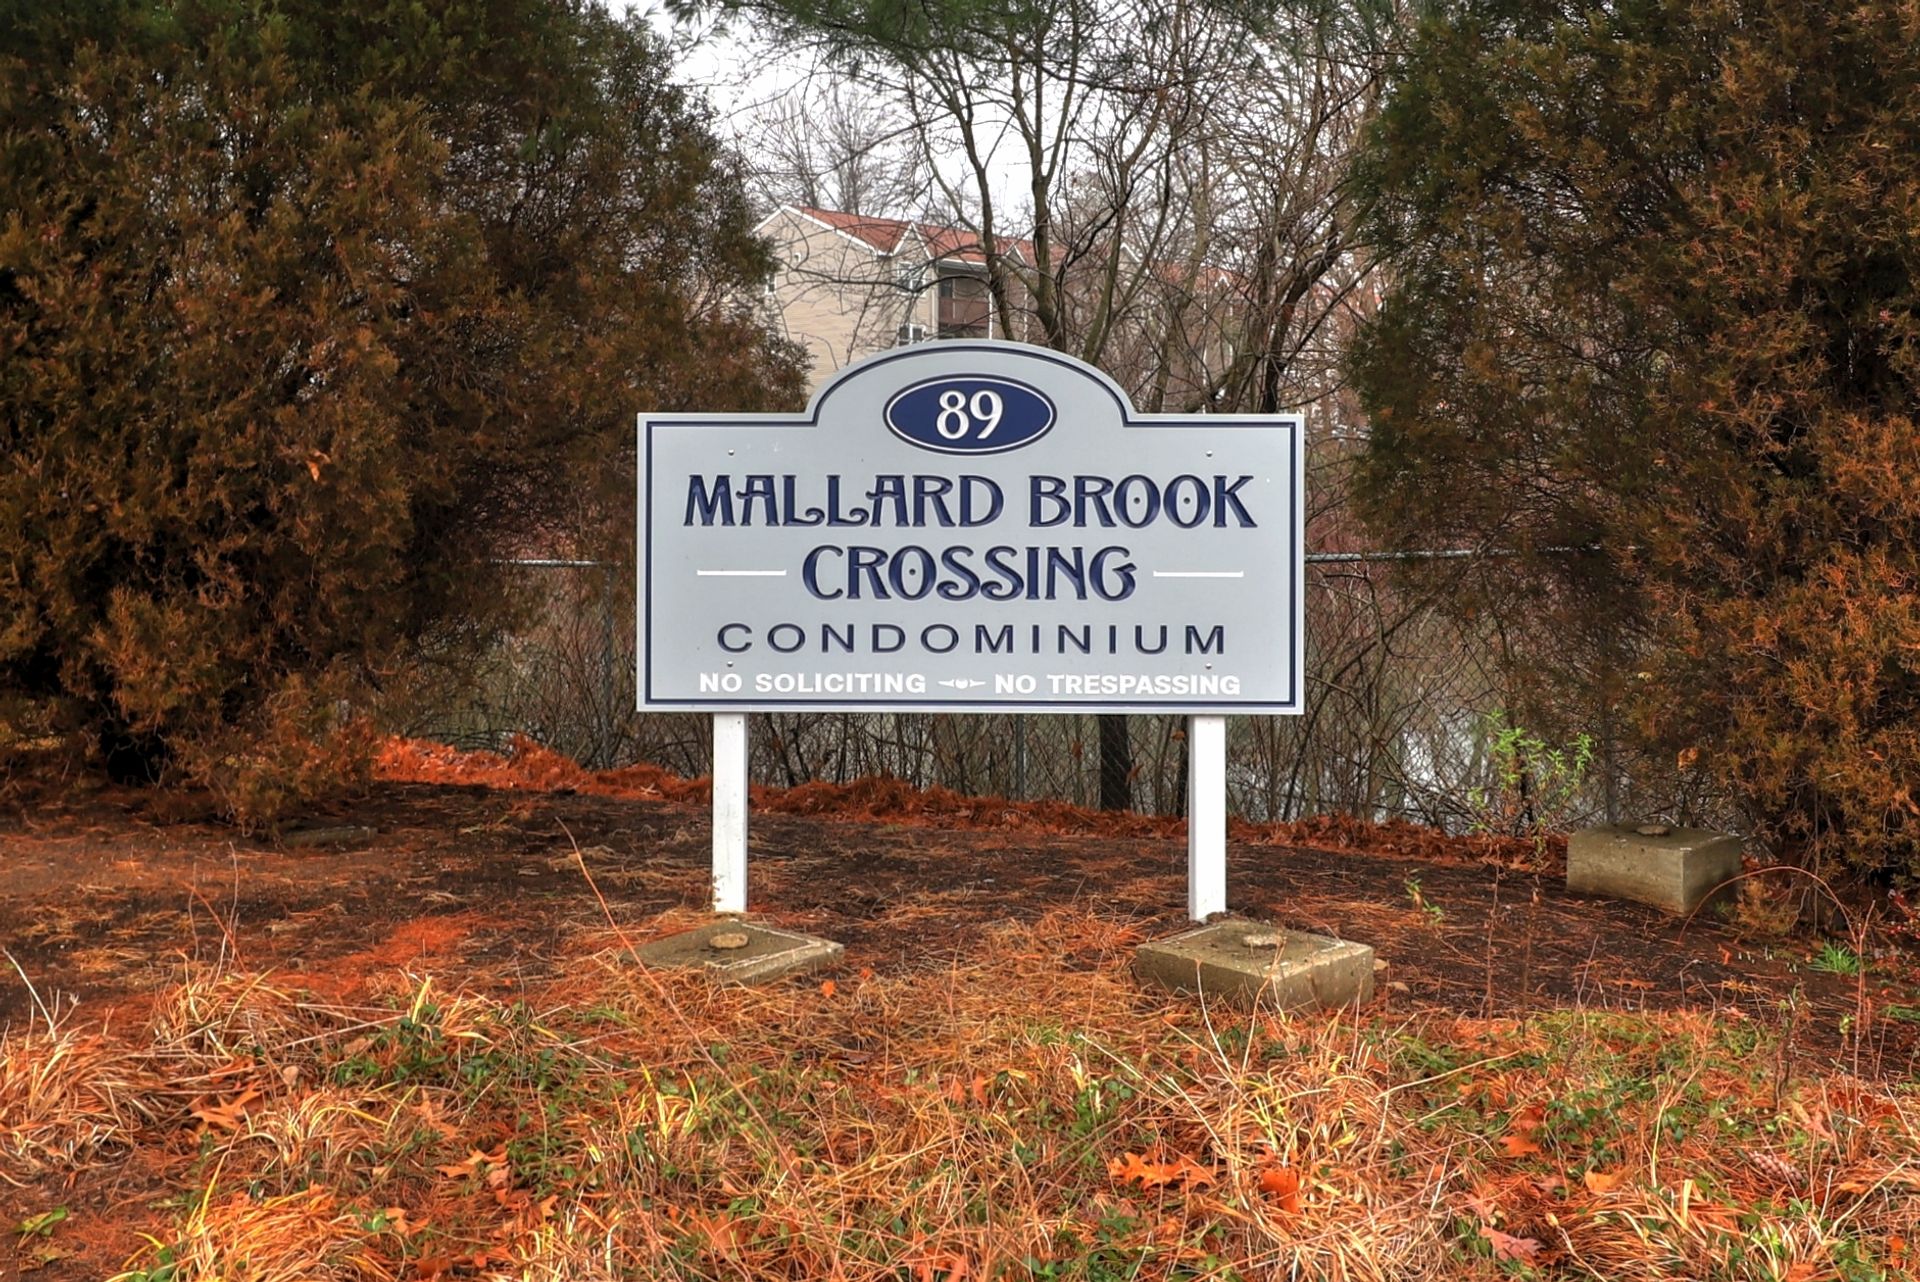 89
MALLARD BROOK
CROSSING
CONDOMINIUM
NO SOLICITING NO TRESPASSING